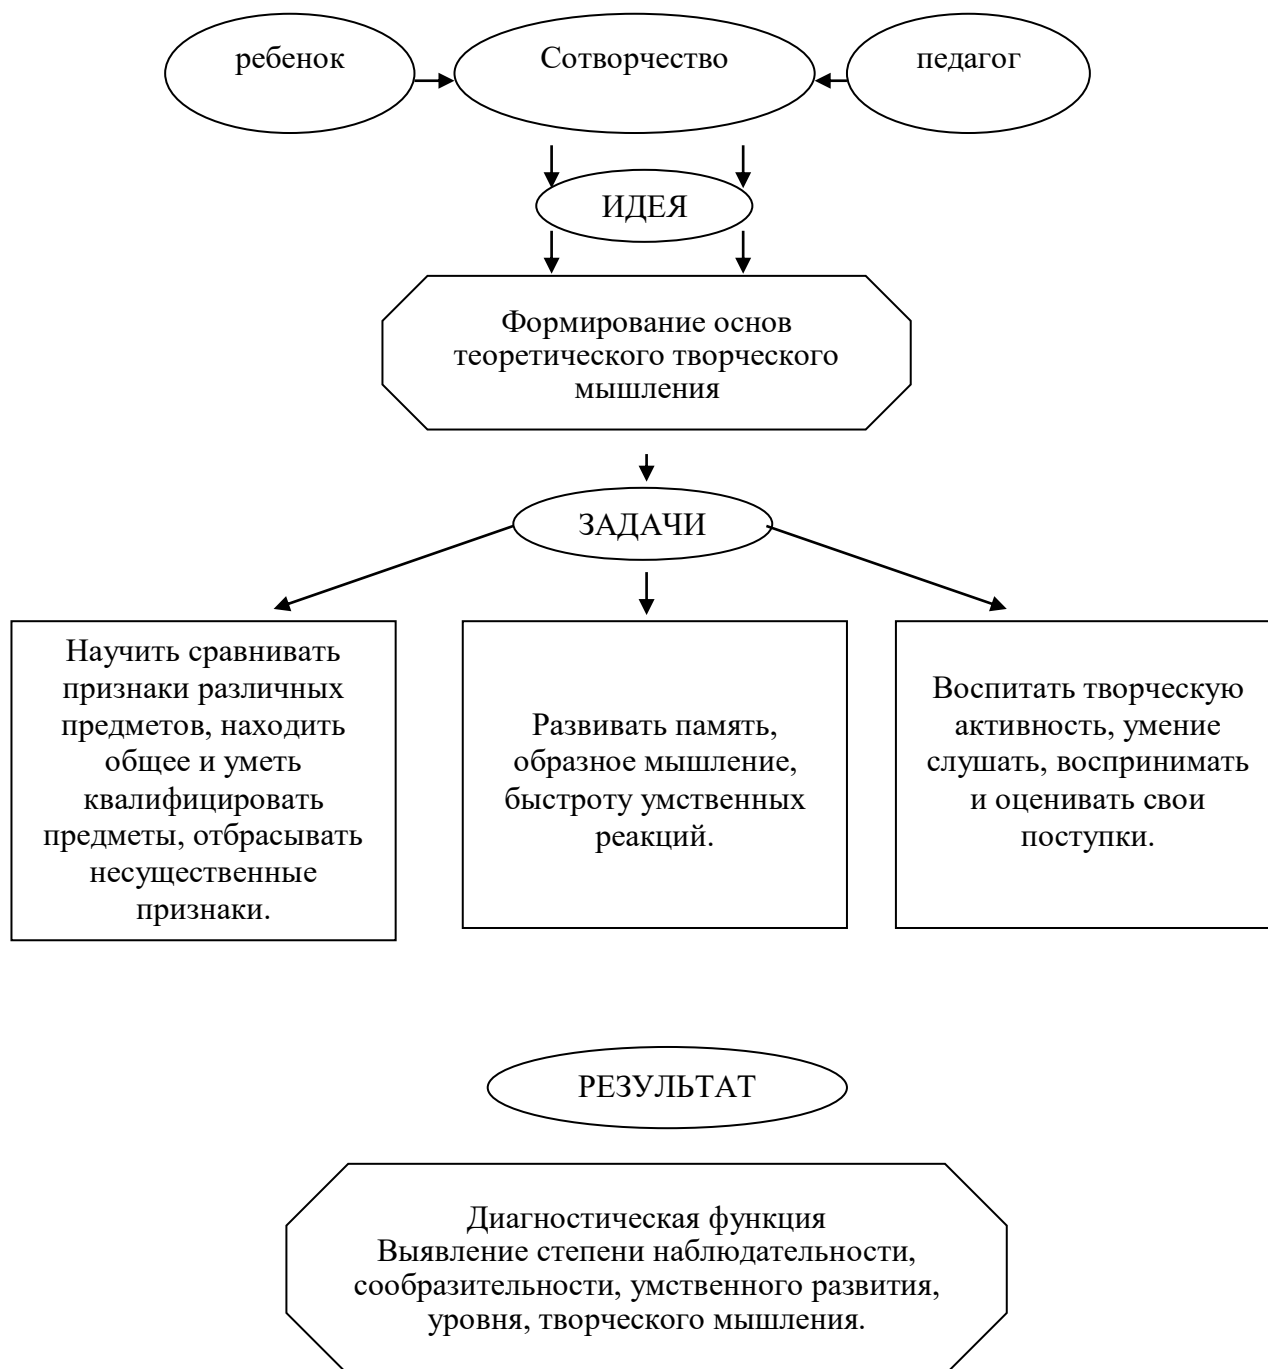 ребенок
Сотворчество
педагог
ИДЕЯ
Формирование основ
теоретического творческого
мышления
ЗАДАЧИ
Научить сравнивать
признаки различных
предметов, находить
общее и уметь
квалифицировать
предметы, отбрасывать
несущественные
признаки.
Развивать память,
образное мышление,
быстроту умственных
реакций.
Воспитать творческую
активность, умение
слушать, воспринимать
и оценивать свои
поступки.
РЕЗУЛЬТАТ
Диагностическая функция
Выявление степени наблюдательности,
сообразительности, умственного развития,
уровня, творческого мышления.